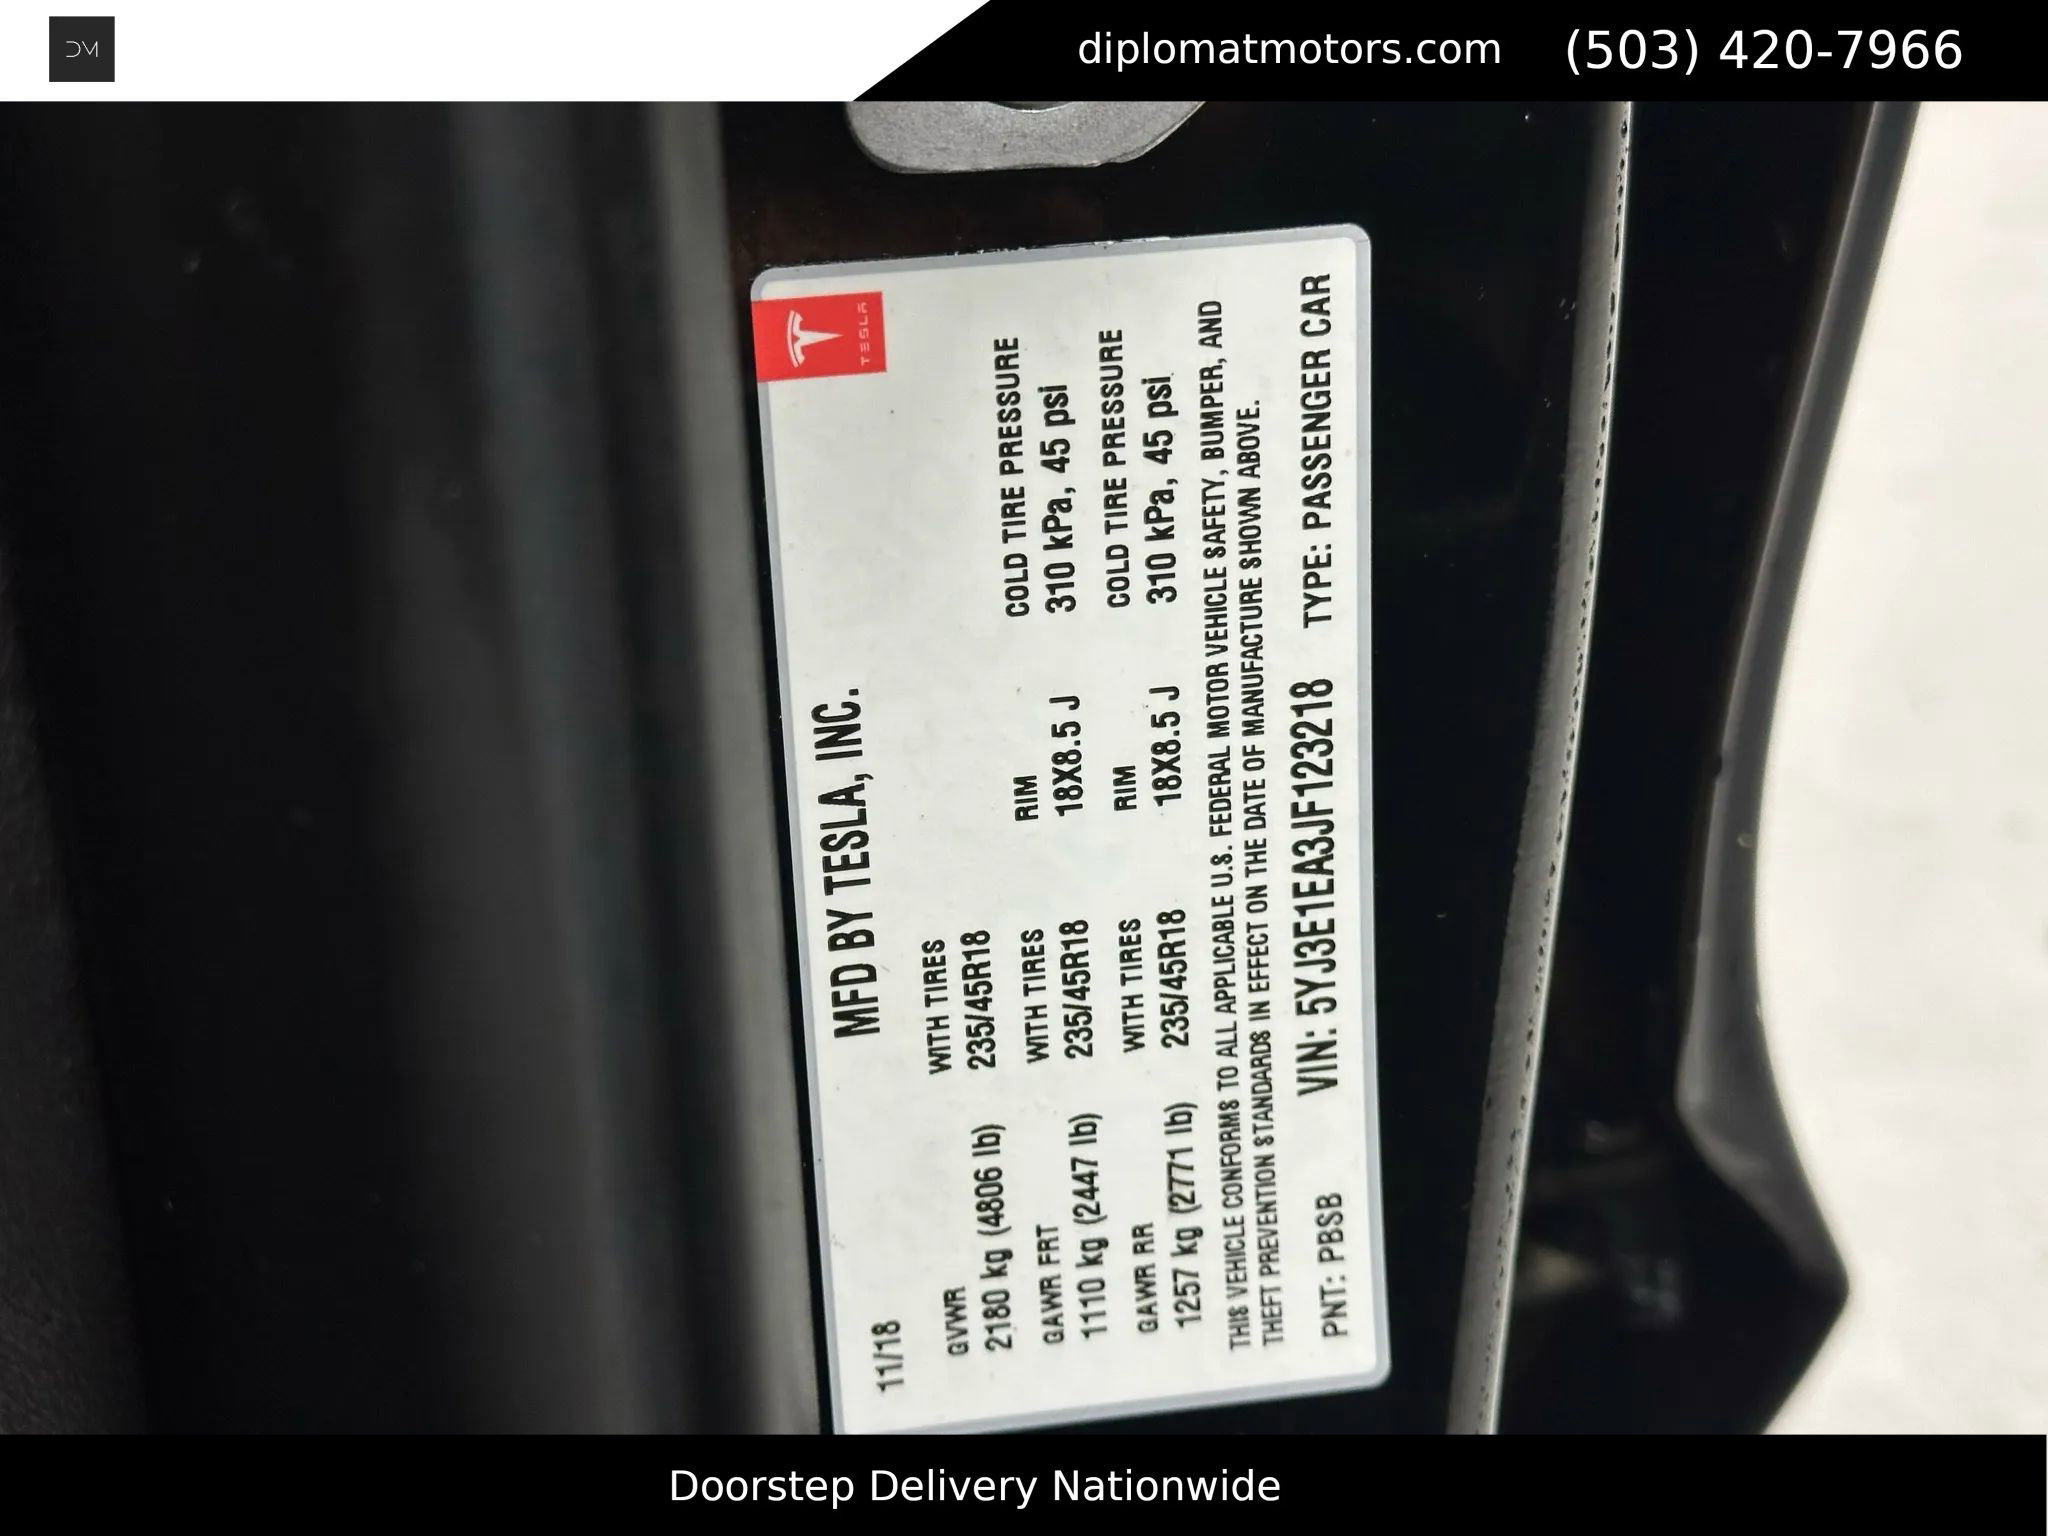 DM
diplomatmotors.com (503) 420-7966
TESLA
11/18 MFD BY TESLA, INC.
GVWR WITH TIRES
2180 kg (4806 lb) 235/45R18
GAWR FRT WITH TIRES RIM COLD TIRE PRESSURE
1110 kg (2447 lb) 235/45R18 18X8.5 J 310 kPa, 45 psi
GAWR RR WITH TIRES RIM COLD TIRE PRESSURE
1257 kg (2771 lb) 235/45R18 18X8.5 J 310 kPa, 45 psi
THIS VEHICLE CONFORMS TO ALL APPLICABLE U.S. FEDERAL MOTOR VEHICLE SAFETY, BUMPER, AND
THEFT PREVENTION STANDARDS IN EFFECT ON THE DATE OF MANUFACTURE SHOWN ABOVE.
PNT: PBSB VIN: 5YJ3E1EA3JF123218 TYPE: PASSENGER CAR
Doorstep Delivery Nationwide